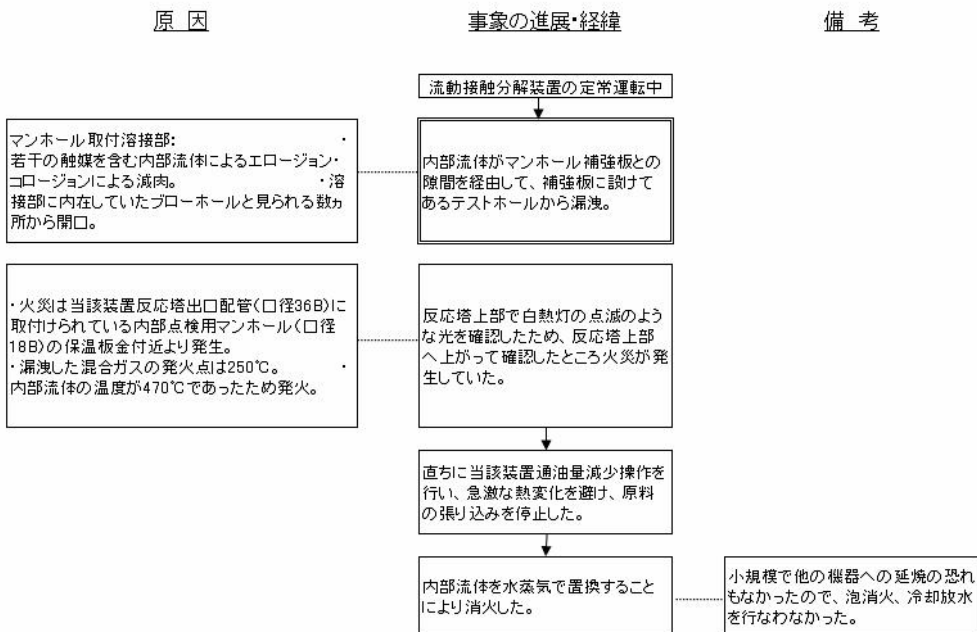 原 因
事象の進展・経緯
備 考
流動接触分解装置の定常運転中
マンホール取付溶接部: ・
若干の触媒を含む内部流体によるエロージョン・
コロージョンによる減肉。 ・溶
接部に内在していたブローホールと見られる数ヵ
所から開口。
内部流体がマンホール補強板との
隙間を経由して、補強板に設けて
あるテストホールから漏洩。
・火災は当該装置反応塔出口配管(口径36B)に
取付けられている内部点検用マンホール(口径
18B)の保温板金付近より発生。
・漏洩した混合ガスの発火点は250℃。 ・
内部流体の温度が470℃であったため発火。
反応塔上部で白熱灯の点滅のよう
な光を確認したため、反応塔上部
へ上がって確認したところ火災が発
生していた。
直ちに当該装置通油量減少操作を
行い、急激な熱変化を避け、原料
の張り込みを停止した。
内部流体を水蒸気で置換すること
により消火した。
小規模で他の機器への延焼の恐れ
もなかったので、泡消火、冷却放水
を行なわなかった。